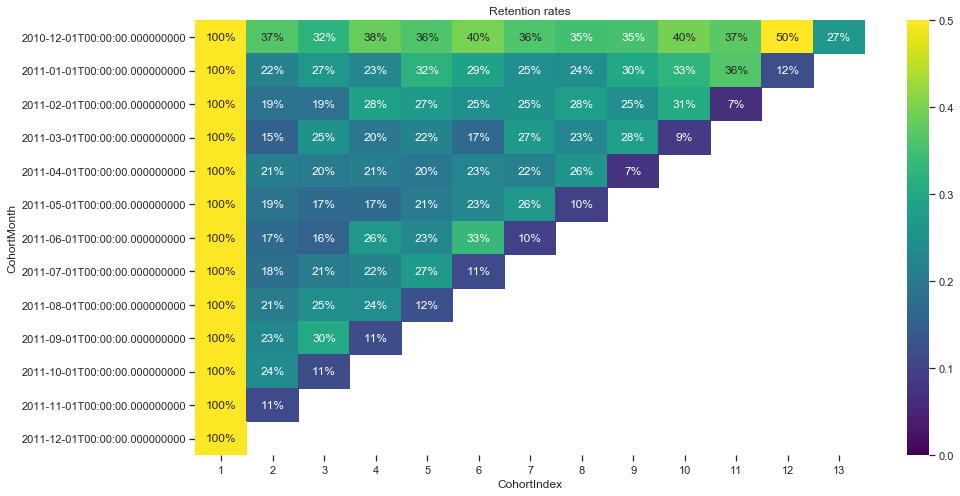 Retention rates
CohortMonth
2010-12-01T00:00:00.000000000 100% 37% 32% 38% 36% 40% 36% 35% 35% 40% 37% 50% 27%
2011-01-01T00:00:00.000000000 100% 22% 27% 23% 32% 29% 25% 24% 30% 33% 36% 12%
2011-02-01T00:00:00.000000000 100% 19% 19% 28% 27% 25% 25% 28% 25% 31% 7%
2011-03-01T00:00:00.000000000 100% 15% 25% 20% 22% 17% 27% 23% 28% 9%
2011-04-01T00:00:00.000000000 100% 21% 20% 21% 20% 23% 22% 26% 7%
2011-05-01T00:00:00.000000000 100% 19% 17% 17% 21% 23% 26% 10%
2011-06-01T00:00:00.000000000 100% 17% 16% 26% 23% 33% 10%
2011-07-01T00:00:00.000000000 100% 18% 21% 22% 27% 11%
2011-08-01T00:00:00.000000000 100% 21% 25% 24% 12%
2011-09-01T00:00:00.000000000 100% 23% 30% 11%
2011-10-01T00:00:00.000000000 100% 24% 11%
2011-11-01T00:00:00.000000000 100% 11%
2011-12-01T00:00:00.000000000 100%
1 2 3 4 5 6 7 8 9 10 11 12 13
CohortIndex
0.5
0.4
0.3
0.2
0.1
0.0